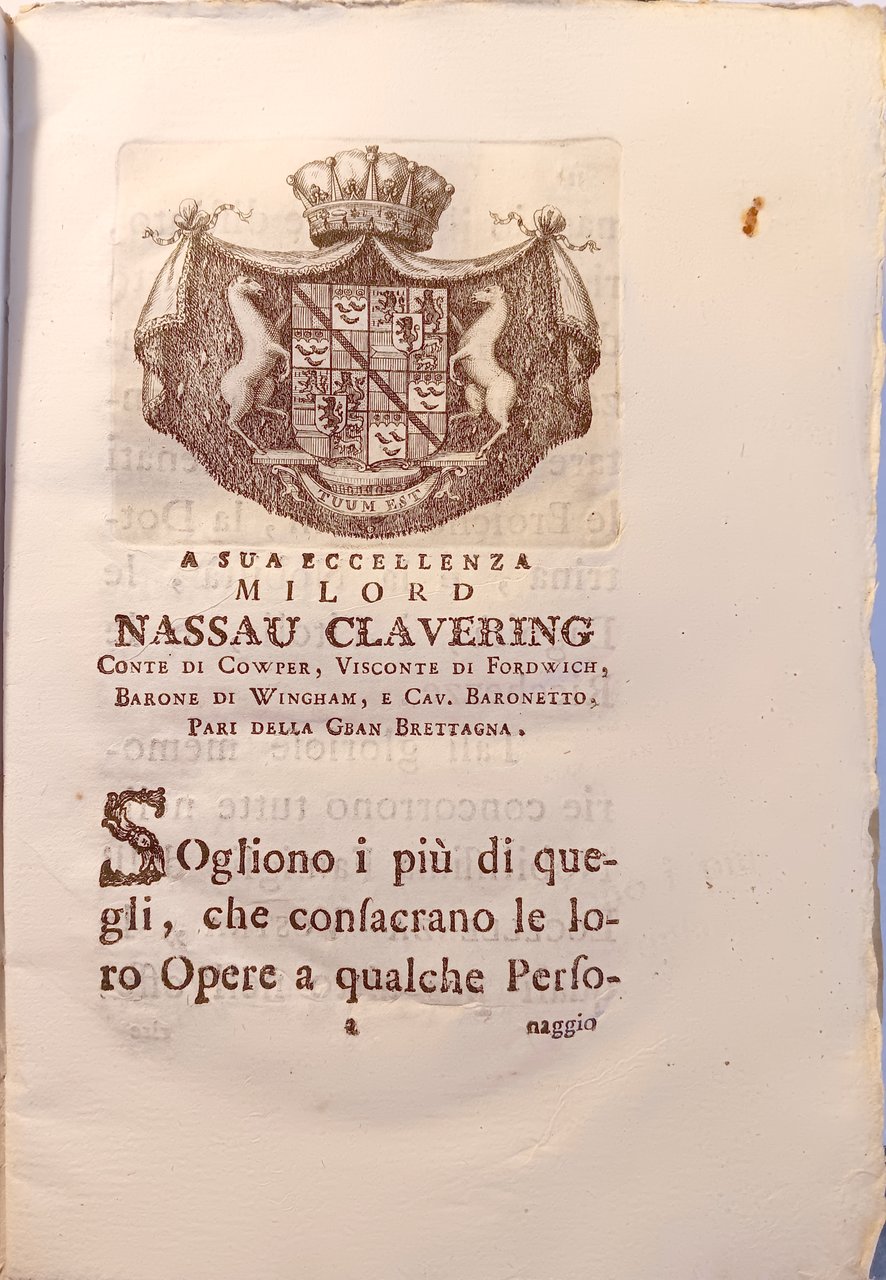 TUUM EST
A SUA ECCELLENZA
MILORD
NASSAU CLAVERING
CONTE DI COWPER, VISCONTE DI FORDWICH,
BARONE DI WINGHAM, E CAV. BARONETTO,
PARI DELLA GBAN BRETTAGNA.
SOgliono i più di que-
gli, che conſacrano le lo-
ro Opere a qualche Perſo-
a naggio